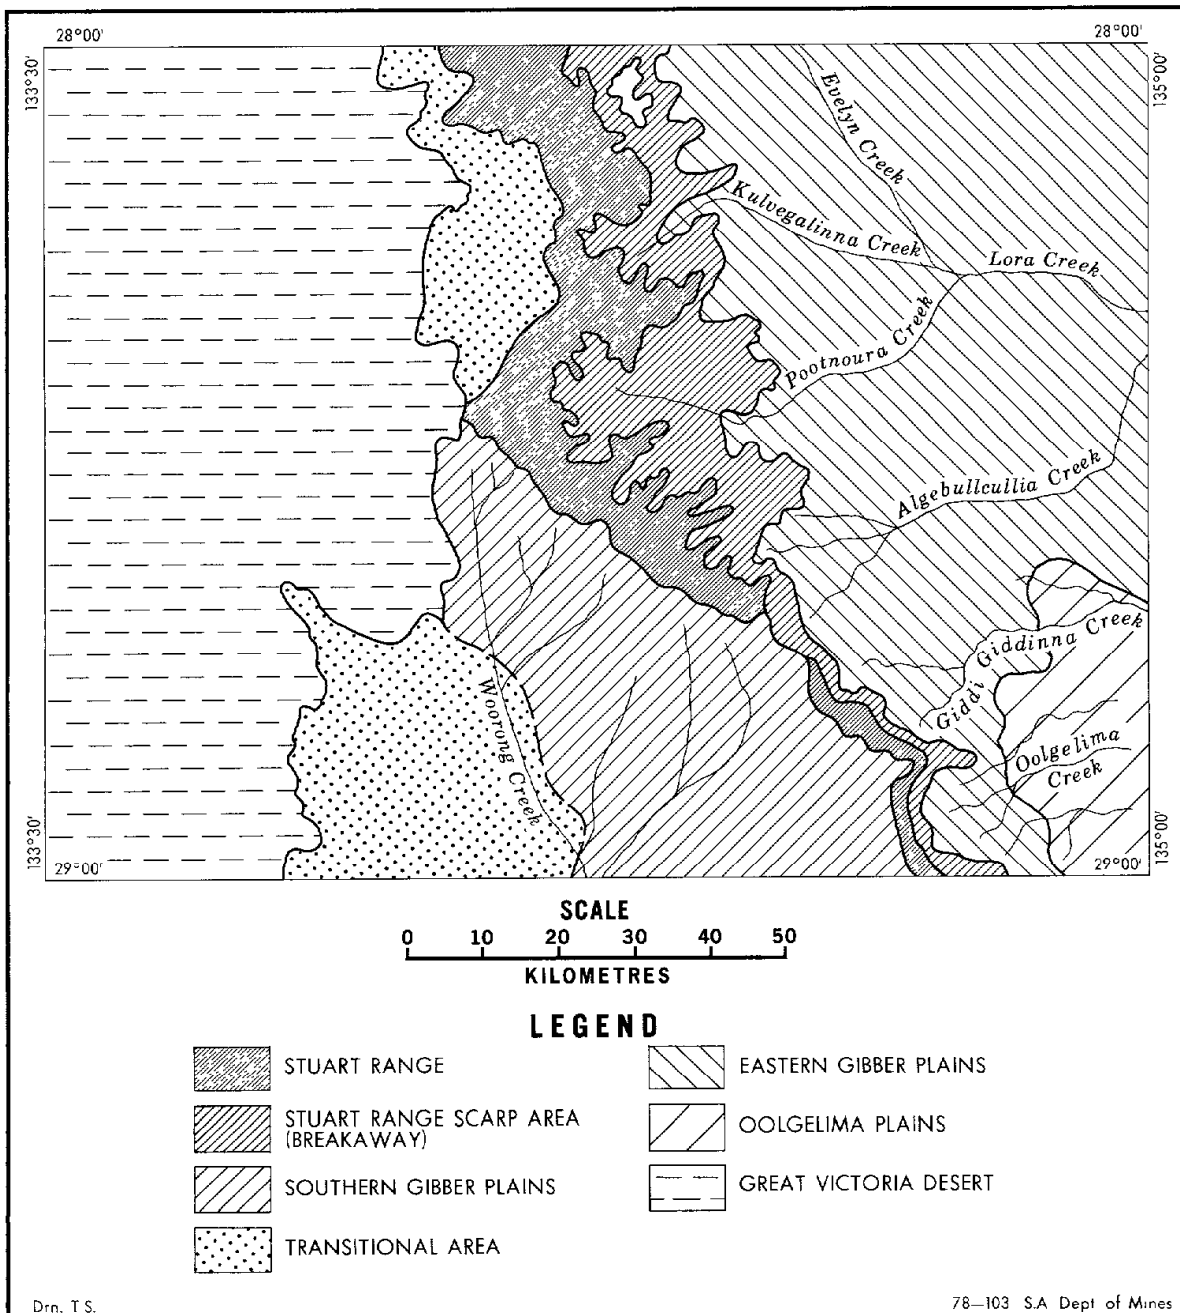 28°00'
28°00'
133°30'
135°00'
Evelyn Creek
Kulvegalinna Creek
Lora Creek
Pootnoura Creek
Algebullcullia Creek
Giddi Giddinna Creek
Woorong Creek
Oolgelima
Creek
133°30'
135°00'
29°00'
29°00'
SCALE
0 10 20 30 40 50
KILOMETRES
LEGEND
STUART RANGE
EASTERN GIBBER PLAINS
STUART RANGE SCARP AREA
(BREAKAWAY)
OOLGELIMA PLAINS
SOUTHERN GIBBER PLAINS
GREAT VICTORIA DESERT
TRANSITIONAL AREA
Drn. T S.
78—103 S.A Dept of Mines